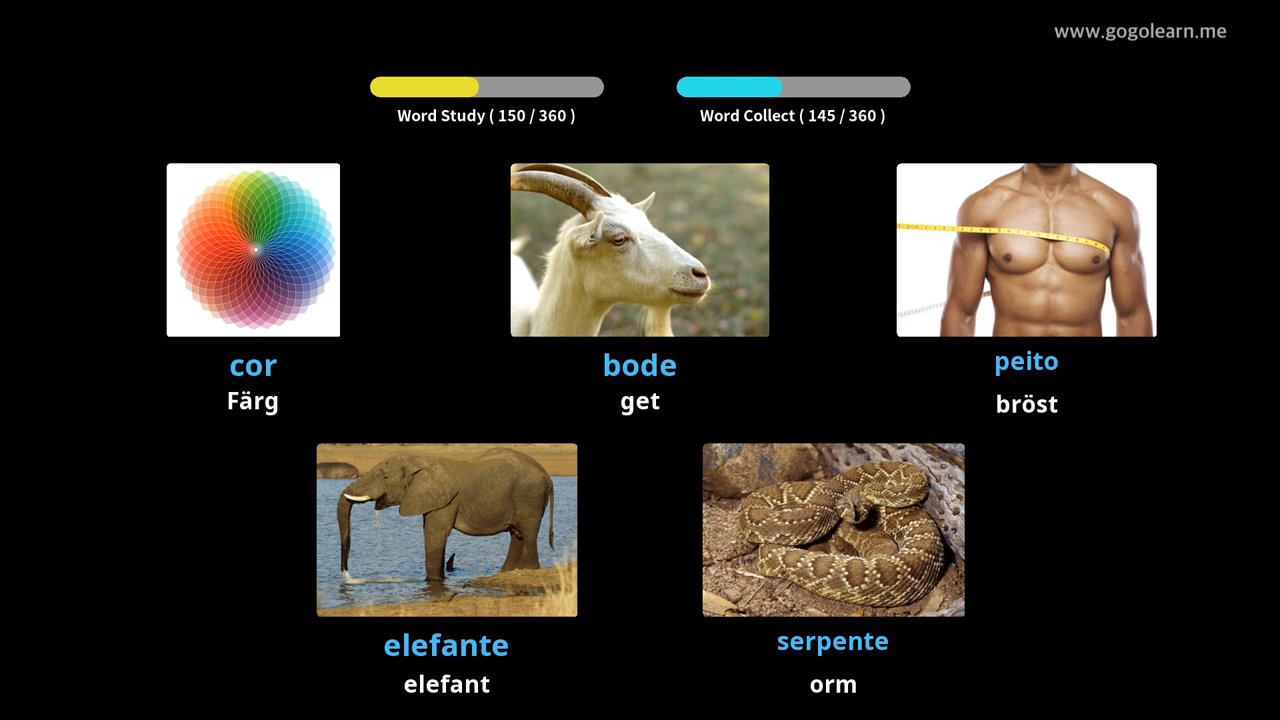 www.gogolearn.me
Word Study ( 150 / 360 )
Word Collect ( 145 / 360 )
cor
Färg
bode
get
peito
bröst
elefante
elefant
serpente
orm